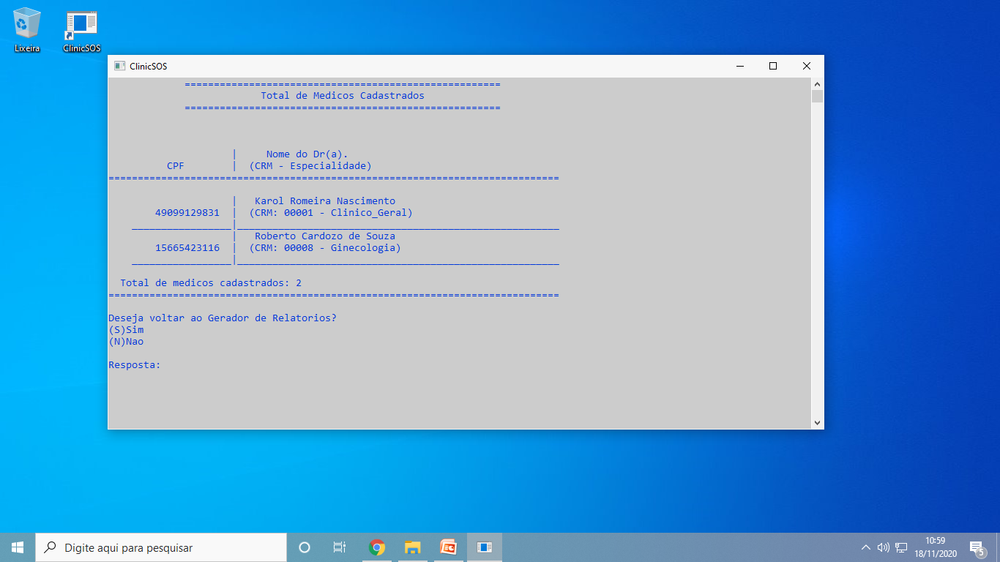 Lixeira
ClinicSOS
ClinicSOS
======================================================
Total de Medicos Cadastrados
======================================================
| Nome do Dr(a).
CPF | (CRM - Especialidade)
=============================================================================
| Karol Romeira Nascimento
49099129831 | (CRM: 00001 - Clinico_Geral)
_________________|_______________________________________________________
| Roberto Cardozo de Souza
15665423116 | (CRM: 00008 - Ginecologia)
_________________|_______________________________________________________
Total de medicos cadastrados: 2
=============================================================================
Deseja voltar ao Gerador de Relatorios?
(S)Sim
(N)Nao
Resposta:
Digite aqui para pesquisar
10:59
18/11/2020
5